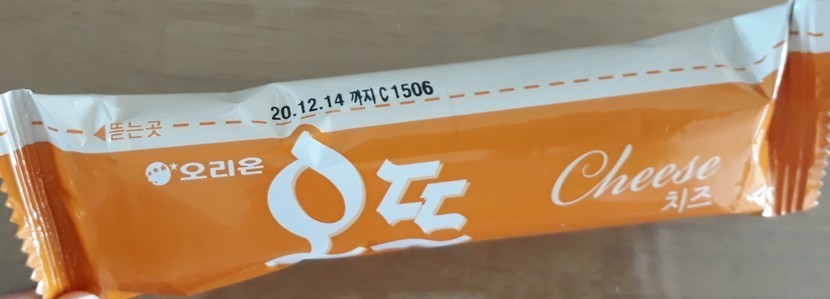 20.12.14 까지 C1506
뜯는곳
오리온
오뜨
Cheese
치즈